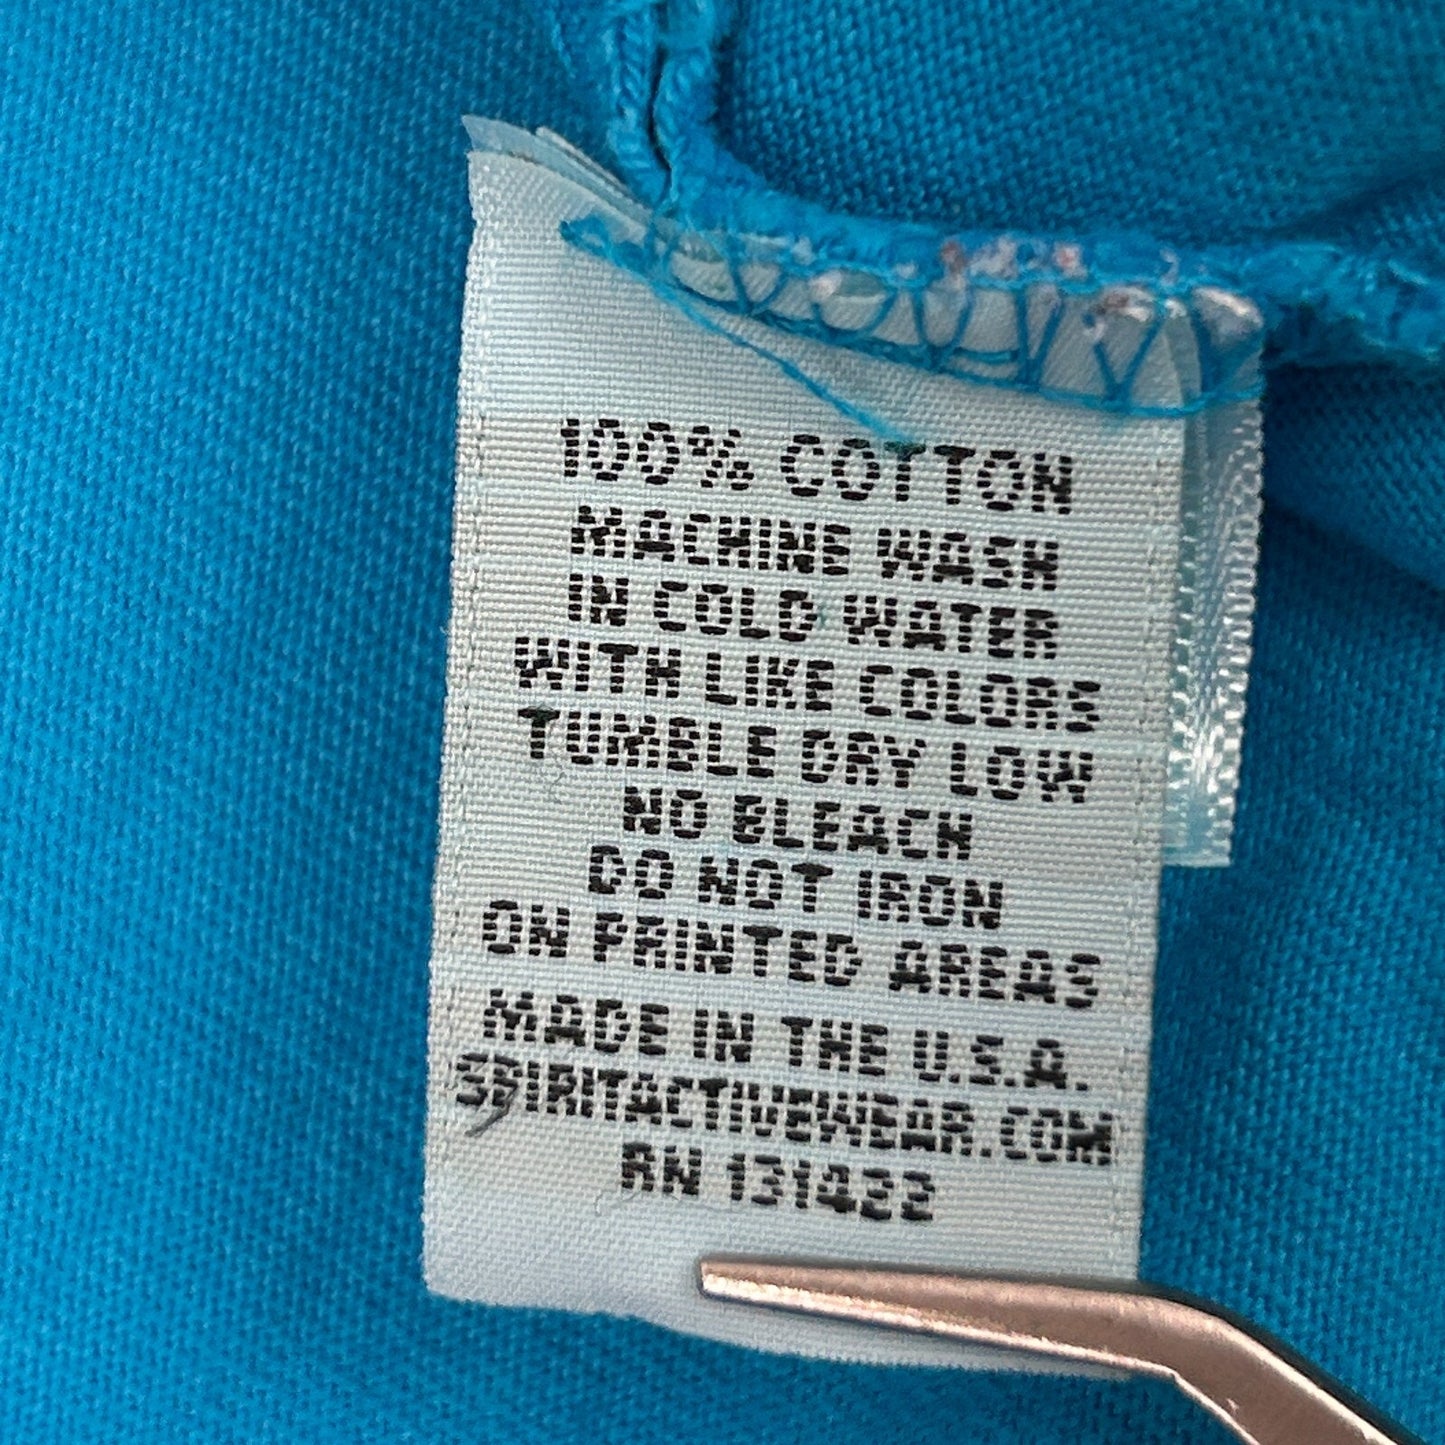 100% COTTON
MACHINE WASH
IN COLD WATER
WITH LIKE COLORS
TUMBLE DRY LOW
NO BLEACH
DO NOT IRON
ON PRINTED AREAS
MADE IN THE U.S.A.
SPIRITACTIVEWEAR.COM
RN 131422